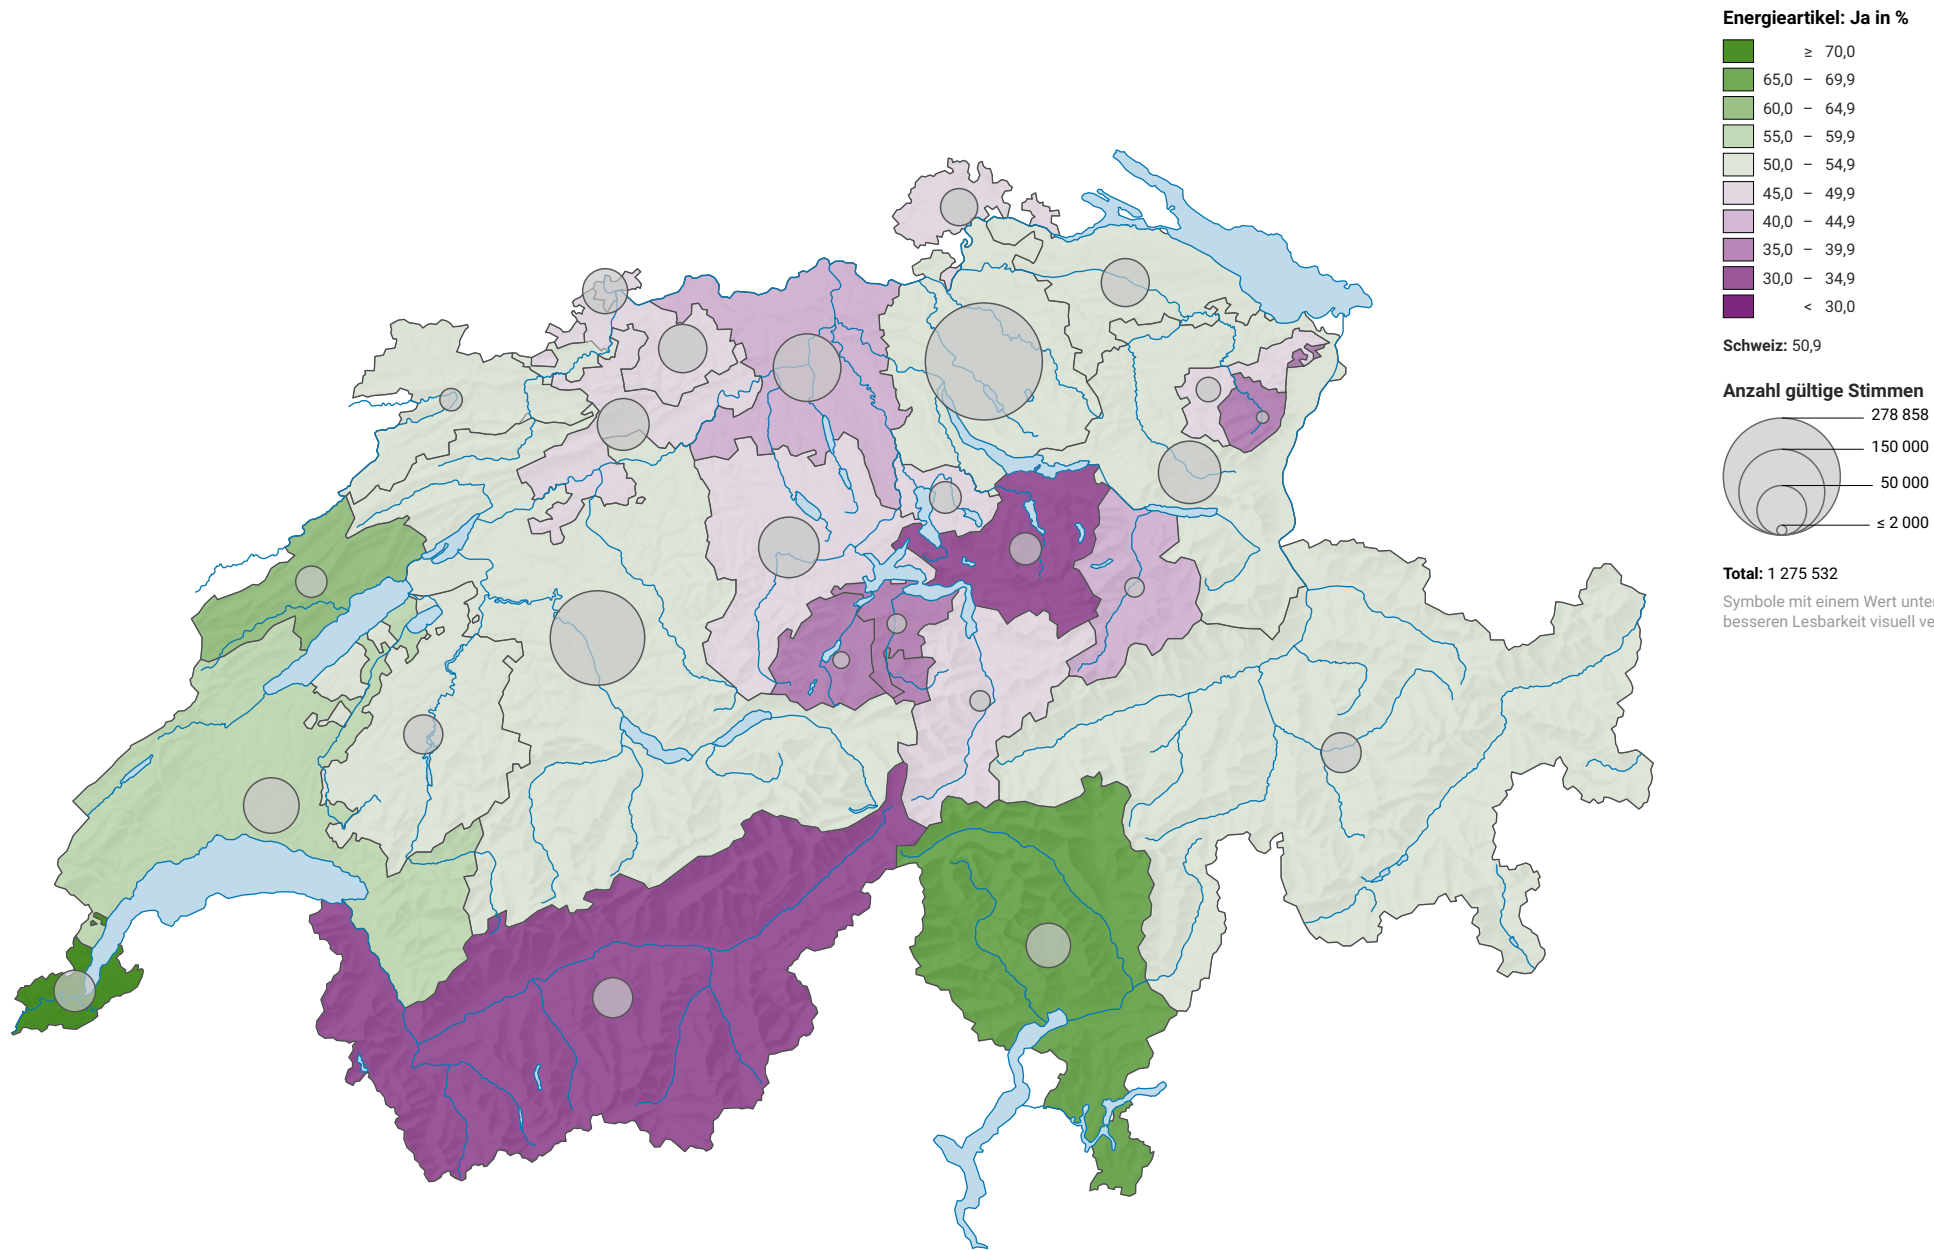 Energieartikel: Ja in %
≥ 70,0
65,0 – 69,9
60,0 – 64,9
55,0 – 59,9
50,0 – 54,9
45,0 – 49,9
40,0 – 44,9
35,0 – 39,9
30,0 – 34,9
< 30,0
Schweiz: 50,9
Anzahl gültige Stimmen
278 858
150 000
50 000
≤ 2 000
Total: 1 275 532
Symbole mit einem Wert
besseren Lesbarkeit visuell